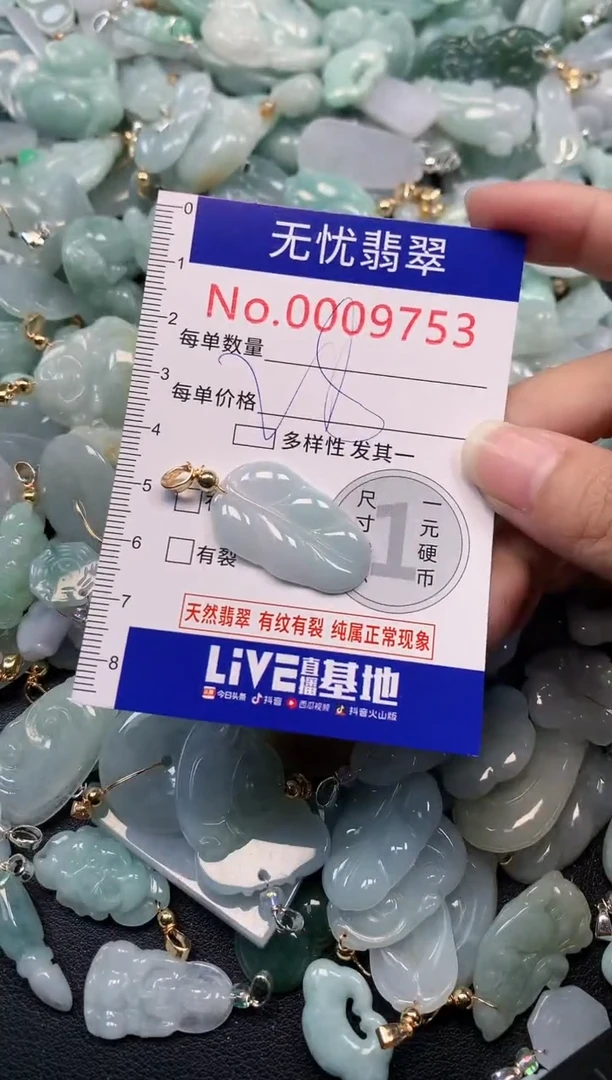 无忧翡翠
No.0009753
每单数量
每单价格
多样性 发其一
有裂
尺寸
一元硬币
1
天然翡翠 有纹有裂 纯属正常现象
LiVE直播基地
今日头条 抖音 西瓜视频 抖音火山版
0
1
2
3
4
5
6
7
8